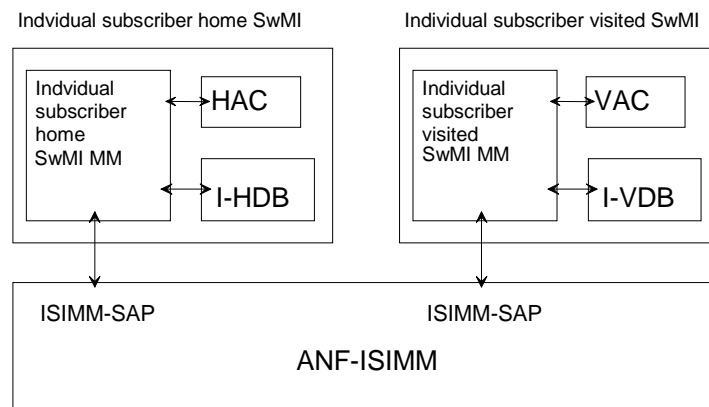 Indvidual subscriber home SwMI
Individual subscriber visited SwMI
Indvidual
subscriber
home
SwMI MM
HAC
I-HDB
Individual
subscriber
visited
SwMI MM
VAC
I-VDB
ISIMM-SAP
ISIMM-SAP
ANF-ISIMM